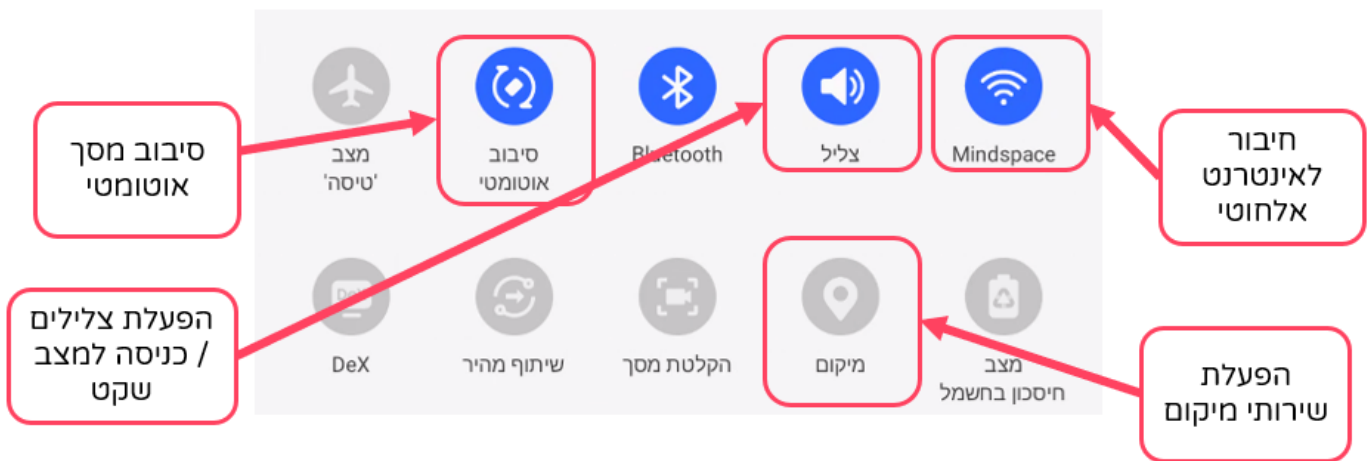 Mindspace
צליל
Bluetooth
סיבוב
אוטומטי
מצב
'טיסה'
חיבור
לאינטרנט
אלחוטי
סיבוב מסך
אוטומטי
מצב
חיסכון בחשמל
מיקום
הקלטת מסך
שיתוף מהיר
DeX
DeX
הפעלת צלילים
/ כניסה למצב
שקט
הפעלת
שירותי מיקום